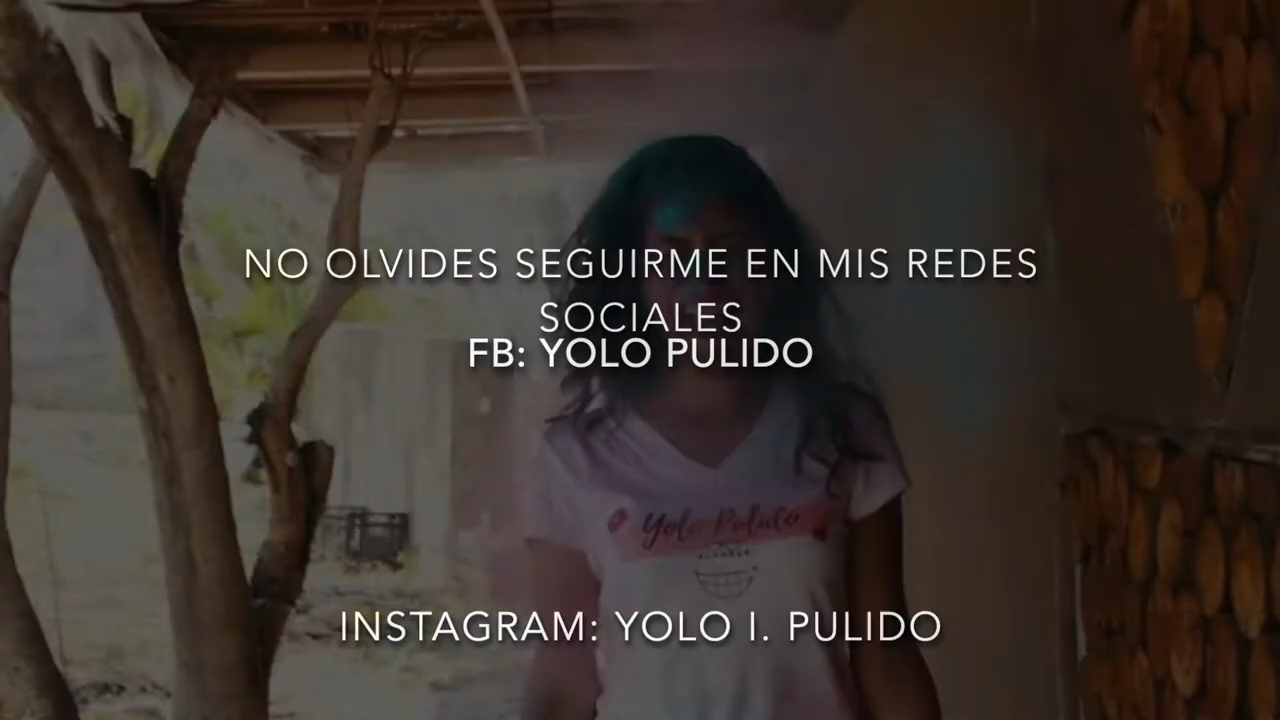 NO OLVIDES SEGUIRME EN MIS REDES
SOCIALES
FB: YOLO PULIDO
Yolo Pulido
INSTAGRAM: YOLO I. PULIDO